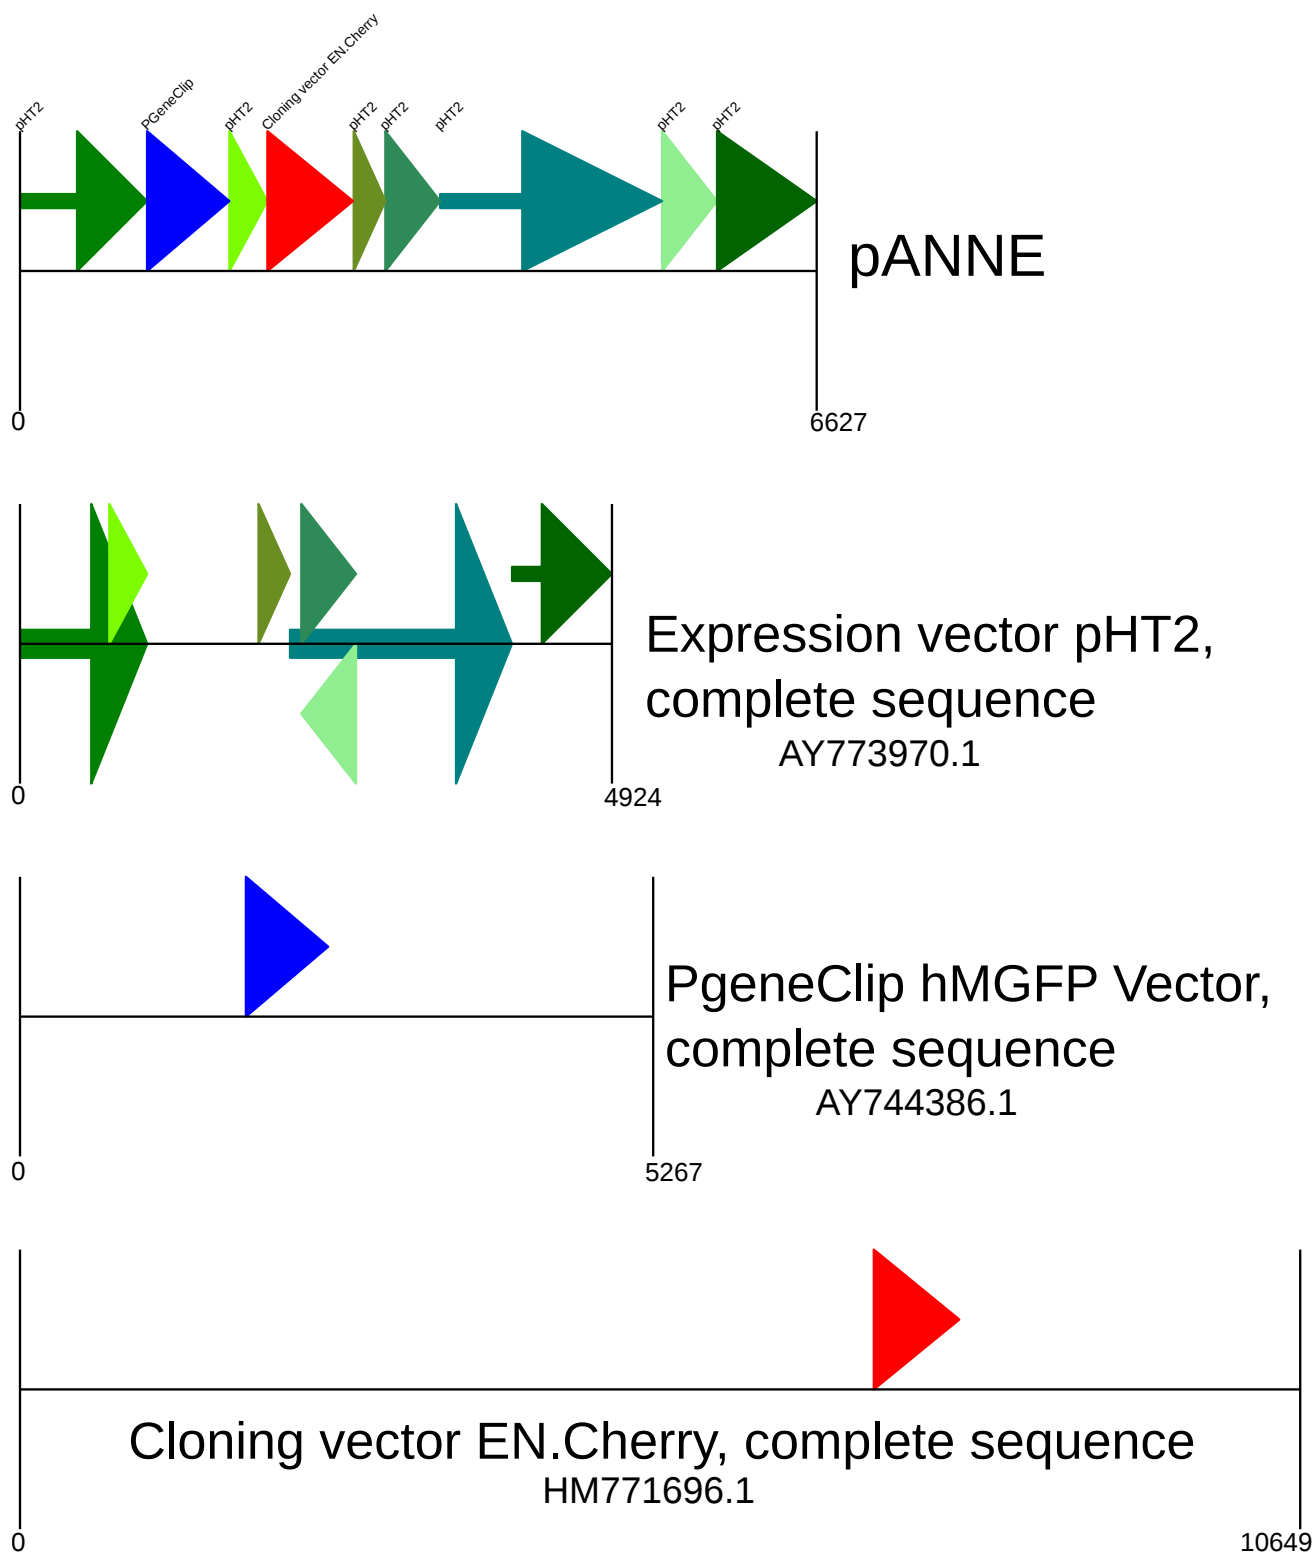 pHT2
PGeneClip
pHT2
Cloning vector EN.Cherry
pHT2
pHT2
pHT2
pHT2
pHT2
pANNE
0
6627
Expression vector pHT2,
complete sequence
AY773970.1
0
4924
PgeneClip hMGFP Vector,
complete sequence
AY744386.1
0
5267
Cloning vector EN.Cherry, complete sequence
HM771696.1
0
10649